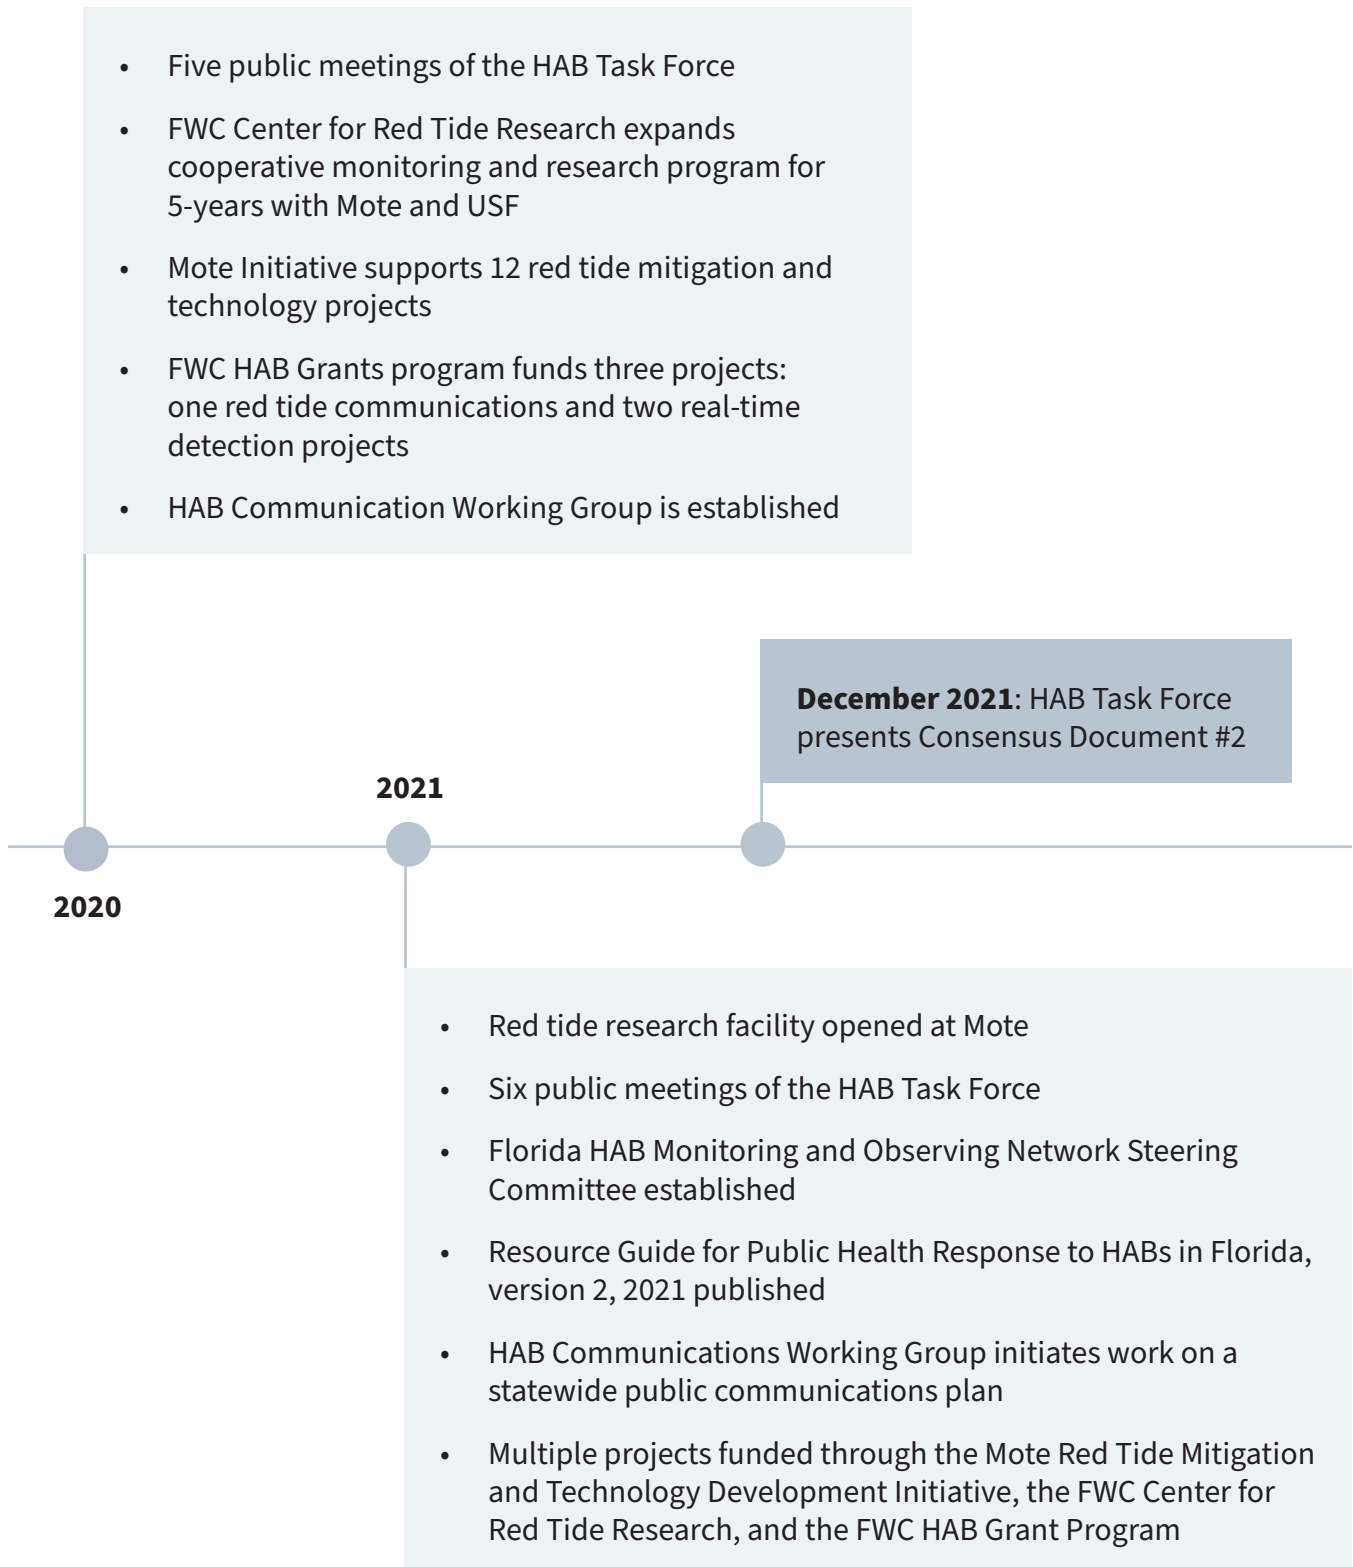 • Five public meetings of the HAB Task Force
• FWC Center for Red Tide Research expands
cooperative monitoring and research program for
5-years with Mote and USF
• Mote Initiative supports 12 red tide mitigation and
technology projects
• FWC HAB Grants program funds three projects:
one red tide communications and two real-time
detection projects
• HAB Communication Working Group is established
December 2021: HAB Task Force
presents Consensus Document #2
2021
2020
• Red tide research facility opened at Mote
• Six public meetings of the HAB Task Force
• Florida HAB Monitoring and Observing Network Steering
Committee established
• Resource Guide for Public Health Response to HABs in Florida,
version 2, 2021 published
• HAB Communications Working Group initiates work on a
statewide public communications plan
• Multiple projects funded through the Mote Red Tide Mitigation
and Technology Development Initiative, the FWC Center for
Red Tide Research, and the FWC HAB Grant Program